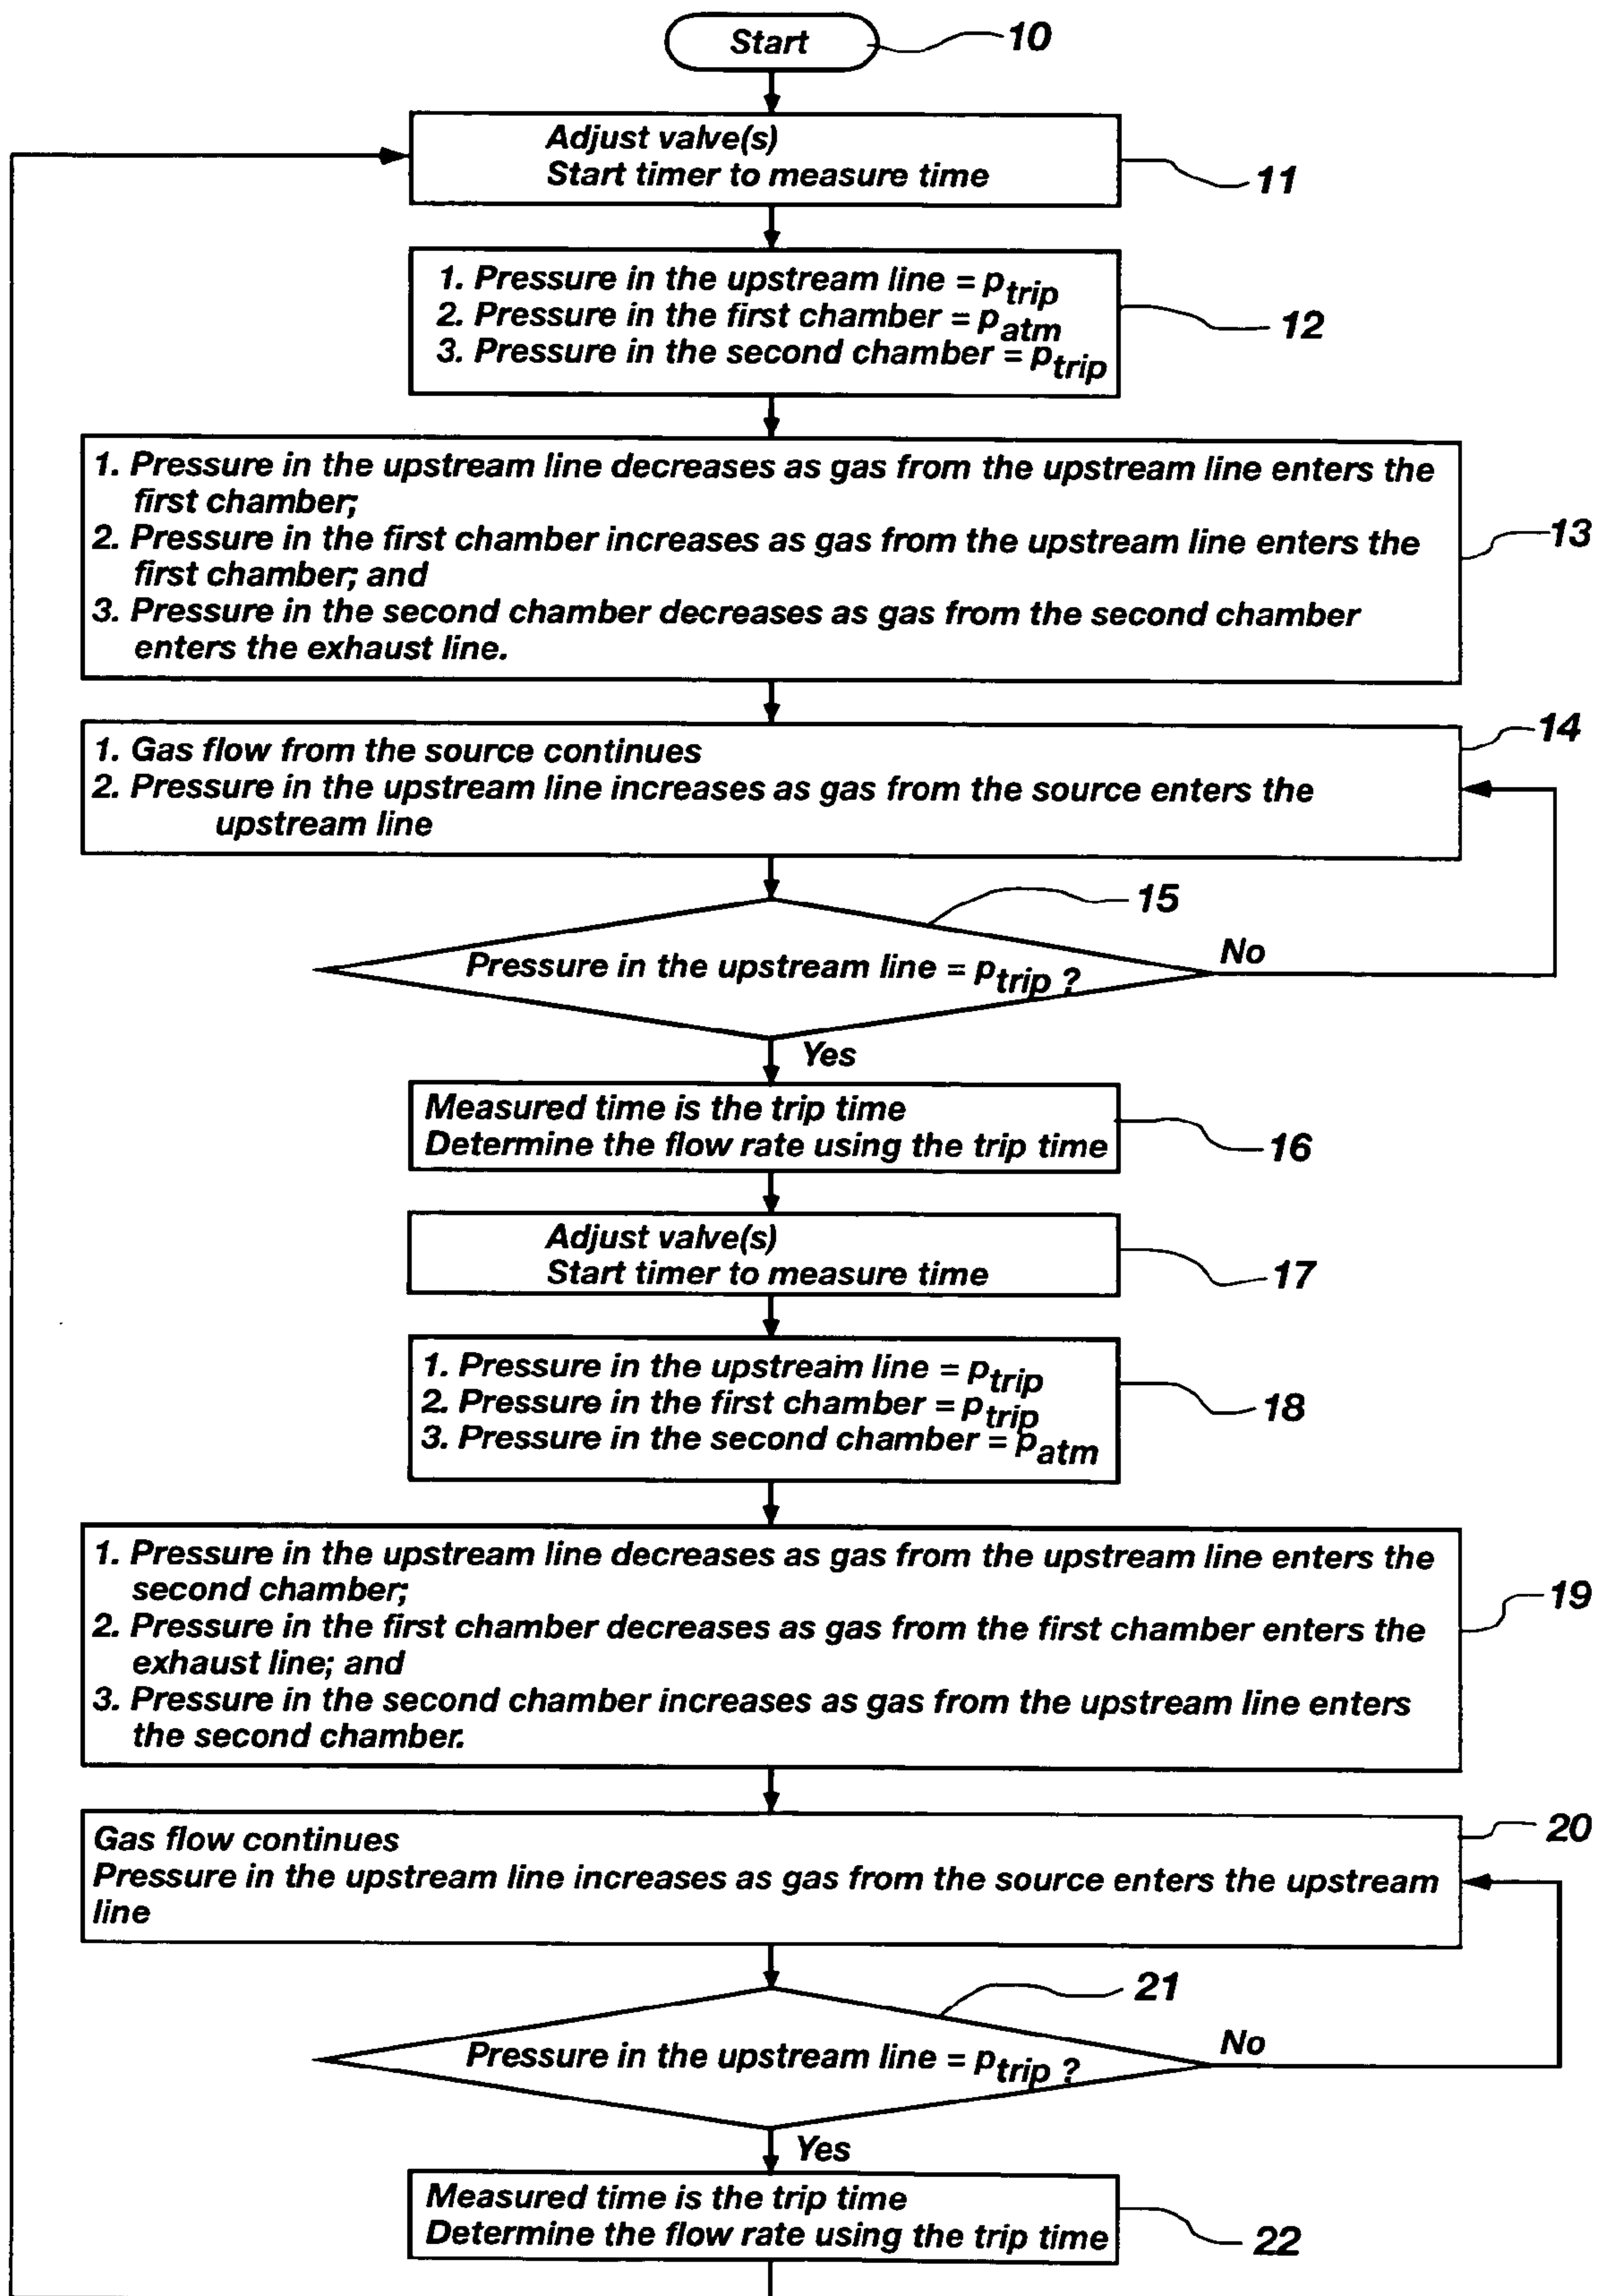 Start
10
Adjust valve(s)
Start timer to measure time
11
1. Pressure in the upstream line = ptrip
2. Pressure in the first chamber = patm
3. Pressure in the second chamber = ptrip
12
1. Pressure in the upstream line decreases as gas from the upstream line enters the
first chamber;
2. Pressure in the first chamber increases as gas from the upstream line enters the
first chamber; and
3. Pressure in the second chamber decreases as gas from the second chamber
enters the exhaust line.
13
1. Gas flow from the source continues
2. Pressure in the upstream line increases as gas from the source enters the
upstream line
14
15
Pressure in the upstream line = ptrip ?
No
Yes
Measured time is the trip time
Determine the flow rate using the trip time
16
Adjust valve(s)
Start timer to measure time
17
1. Pressure in the upstream line = ptrip
2. Pressure in the first chamber = ptrip
3. Pressure in the second chamber = patm
18
1. Pressure in the upstream line decreases as gas from the upstream line enters the
second chamber;
2. Pressure in the first chamber decreases as gas from the first chamber enters the
exhaust line; and
3. Pressure in the second chamber increases as gas from the upstream line enters
the second chamber.
19
Gas flow continues
Pressure in the upstream line increases as gas from the source enters the upstream
line
20
21
Pressure in the upstream line = ptrip ?
No
Yes
Measured time is the trip time
Determine the flow rate using the trip time
22